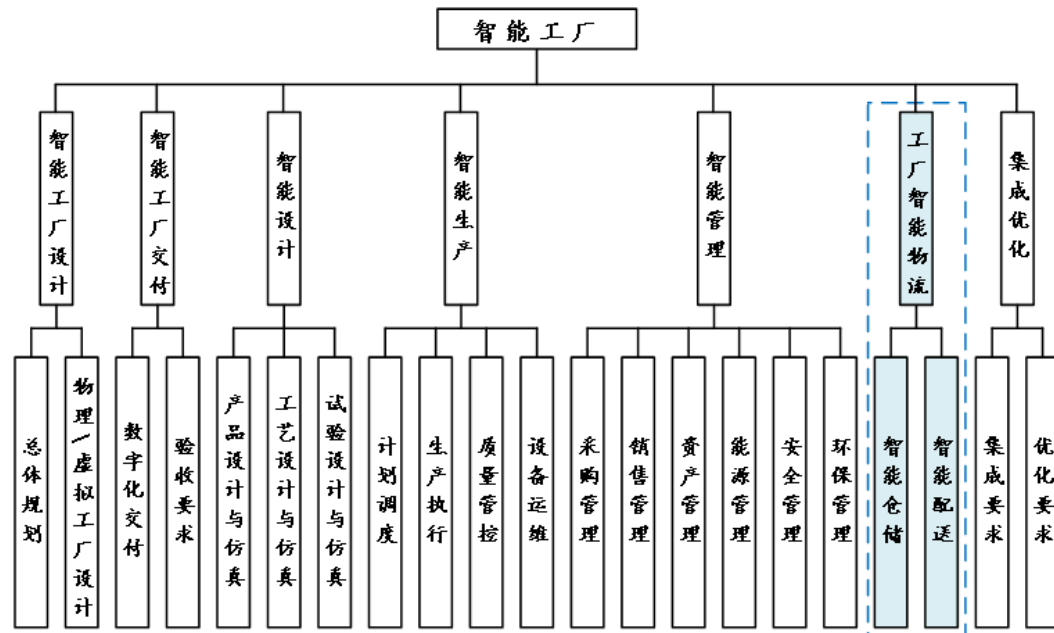 智能工厂
智能工厂设计
智能工厂交付
智能设计
智能生产
智能管理
工厂智能物流
集成优化
总体规划
物理/虚拟工厂设计
数字化交付
验收要求
产品设计与仿真
工艺设计与仿真
试验设计与仿真
计划调度
生产执行
质量管控
设备运维
采购管理
销售管理
资产管理
能源管理
安全管理
环保管理
智能仓储
智能配送
集成要求
优化要求